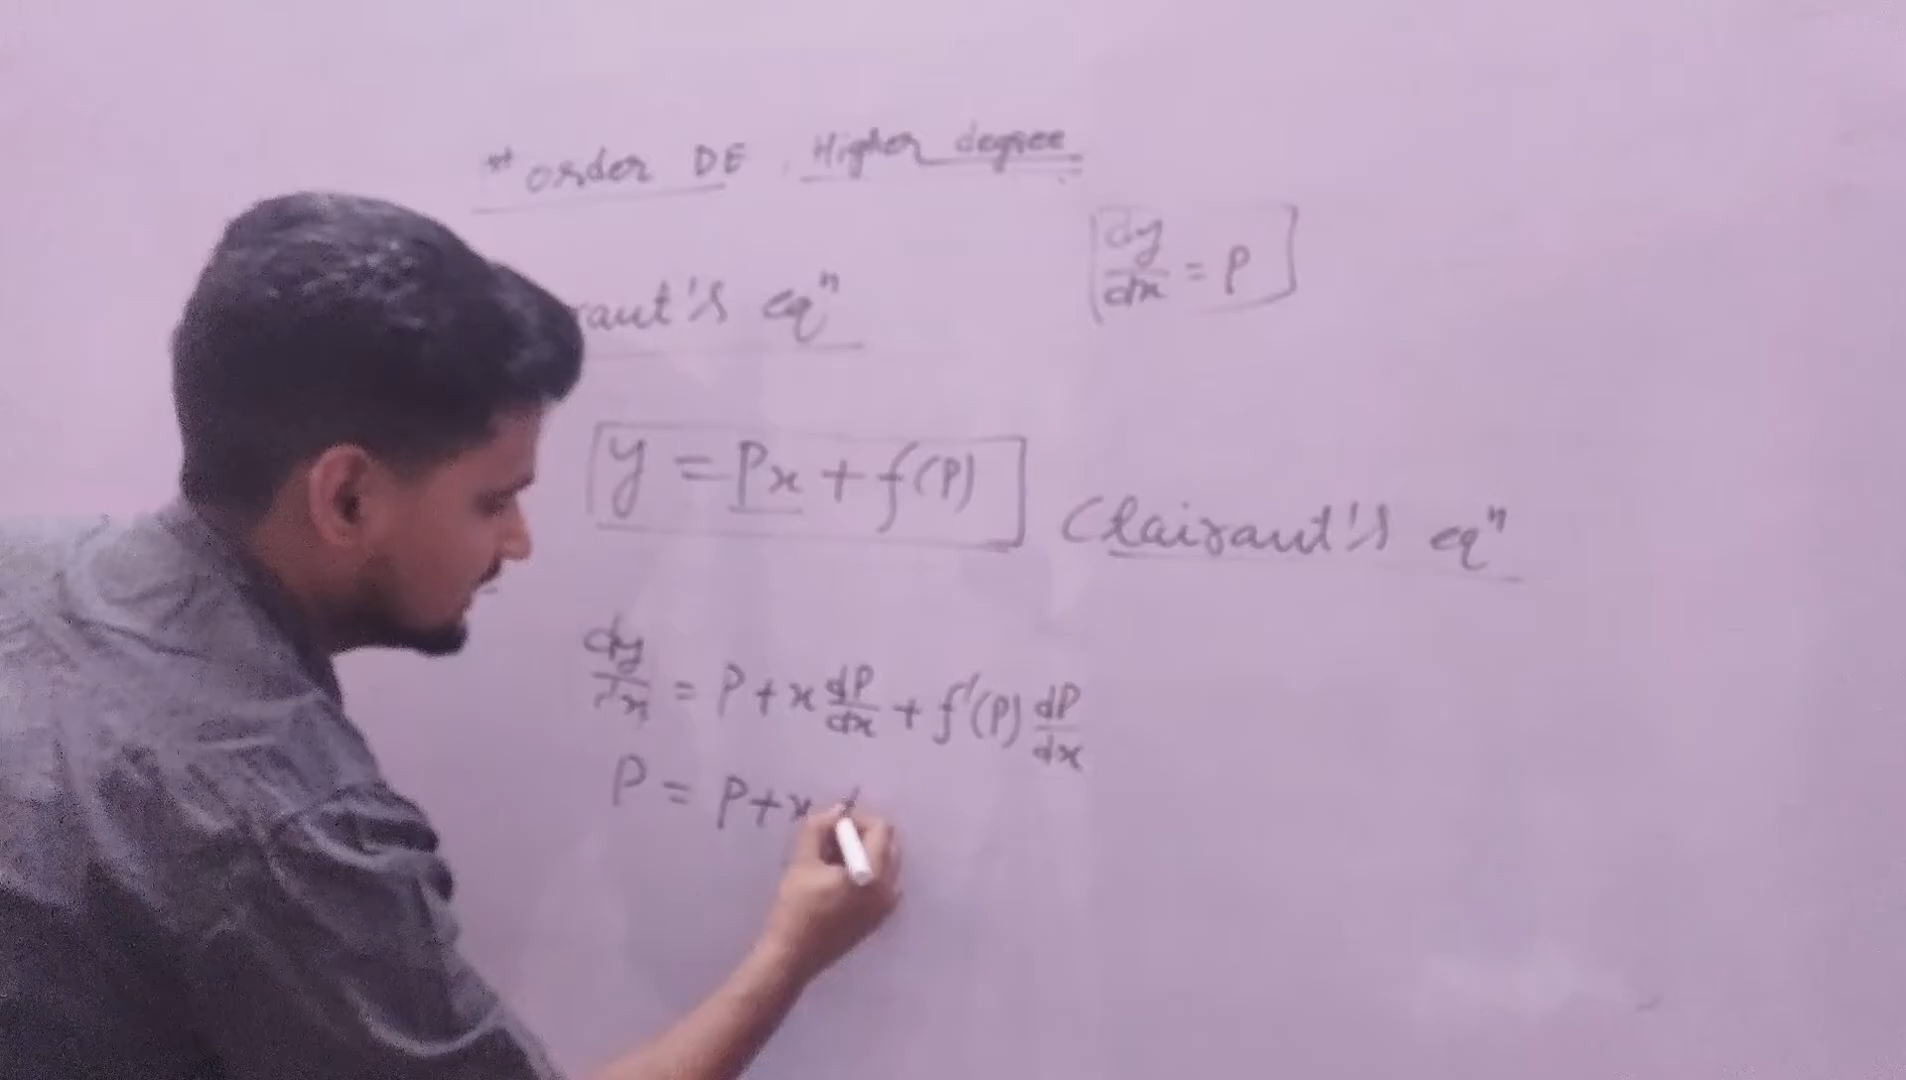 order DE Higher degree
dy/dx = P
raut's eqⁿ
y = Px + f(P)
Clairaut's eqⁿ
dy/dx = P + x dP/dx + f'(P) dP/dx
P = P + x